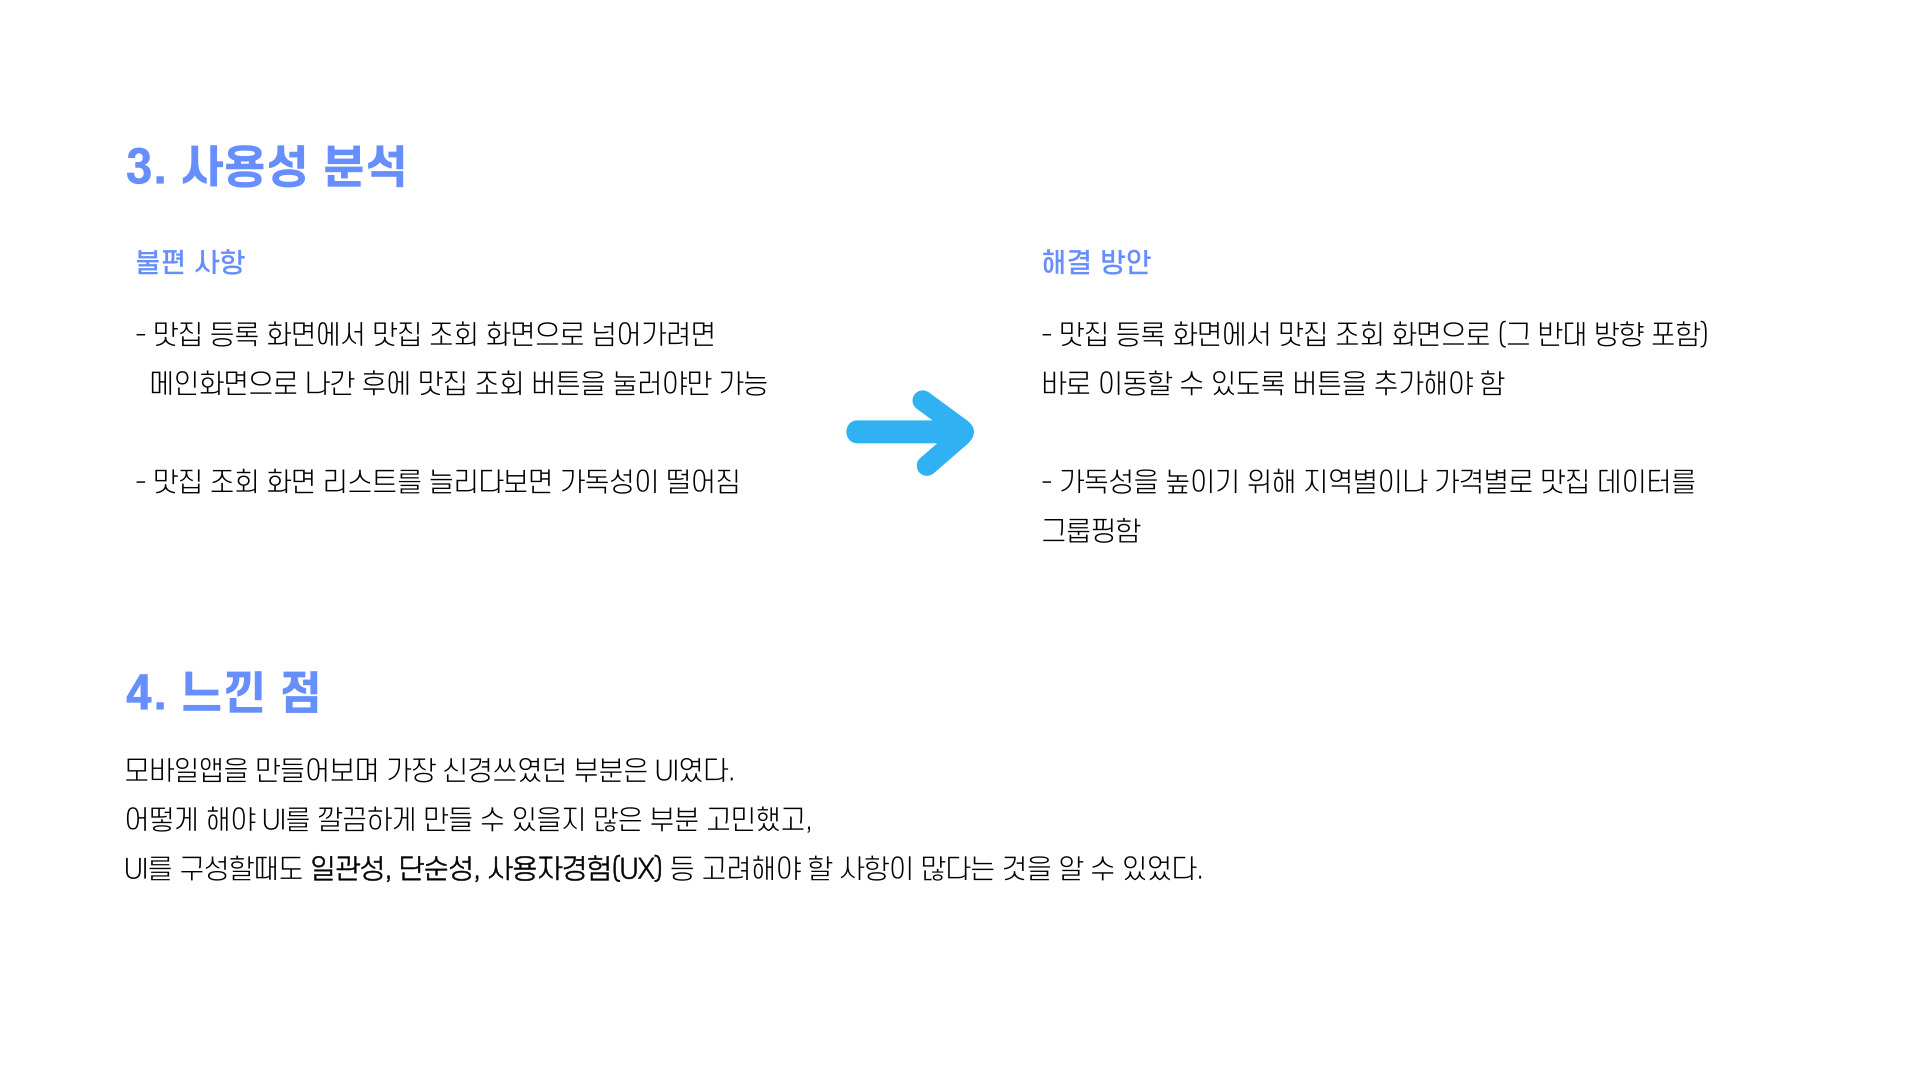 3. 사용성 분석
불편 사항
- 맛집 등록 화면에서 맛집 조회 화면으로 넘어가려면
메인화면으로 나간 후에 맛집 조회 버튼을 눌러야만 가능
- 맛집 조회 화면 리스트를 늘리다보면 가독성이 떨어짐
해결 방안
- 맛집 등록 화면에서 맛집 조회 화면으로 (그 반대 방향 포함)
바로 이동할 수 있도록 버튼을 추가해야 함
- 가독성을 높이기 위해 지역별이나 가격별로 맛집 데이터를
그룹핑함
4. 느낀 점
모바일앱을 만들어보며 가장 신경쓰였던 부분은 UI였다.
어떻게 해야 UI를 깔끔하게 만들 수 있을지 많은 부분 고민했고,
UI를 구성할때도 일관성, 단순성, 사용자경험(UX) 등 고려해야 할 사항이 많다는 것을 알 수 있었다.